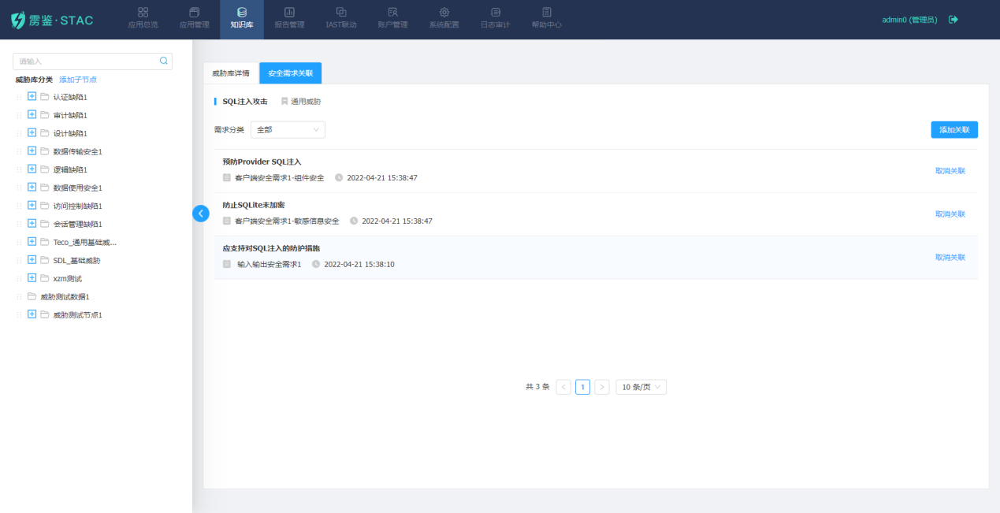 雳鉴·STAC
应用总览
应用管理
知识库
报告管理
IAST联动
账户管理
系统配置
日志审计
帮助中心
admin0 (管理员)
请输入
威胁库分类 添加子节点
认证缺陷1
审计缺陷1
设计缺陷1
数据传输安全1
逻辑缺陷1
数据使用安全1
访问控制缺陷1
会话管理缺陷1
Teco_通用基础威...
SDL_基础威胁
xzm测试
威胁测试数据1
威胁测试节点1
威胁库详情 安全需求关联
SQL注入攻击 通用威胁
需求分类 全部 添加关联
预防Provider SQL注入
客户端安全需求1-组件安全 2022-04-21 15:38:47
取消关联
防止SQLite未加密
客户端安全需求1-敏感信息安全 2022-04-21 15:38:47
取消关联
应支持对SQL注入的防护措施
输入输出安全需求1 2022-04-21 15:38:10
取消关联
共 3 条 < 1 > 10 条/页